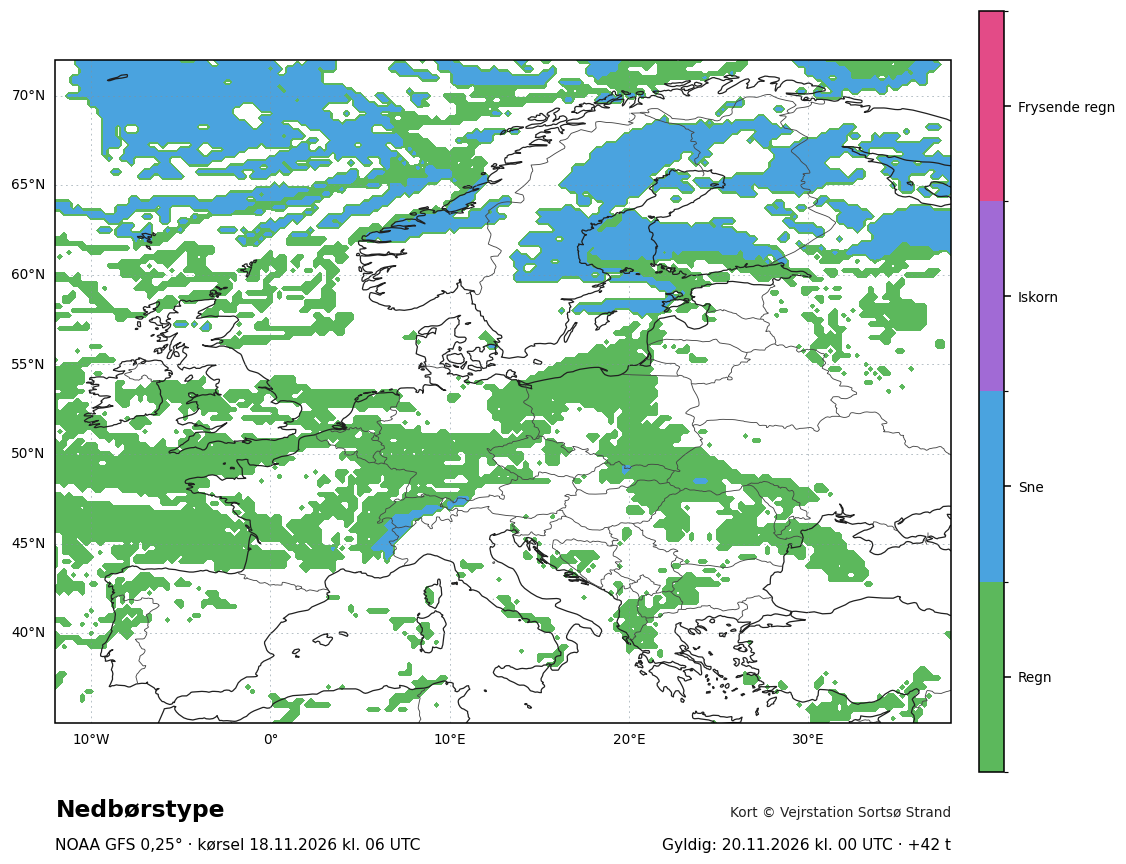 70°N
65°N
60°N
55°N
50°N
45°N
40°N
10°W
0°
10°E
20°E
30°E
Frysende regn
Iskorn
Sne
Regn
Nedbørstype
Kort © Vejrstation Sortsø Strand
NOAA GFS 0,25° · kørsel 18.11.2026 kl. 06 UTC
Gyldig: 20.11.2026 kl. 00 UTC · +42 t